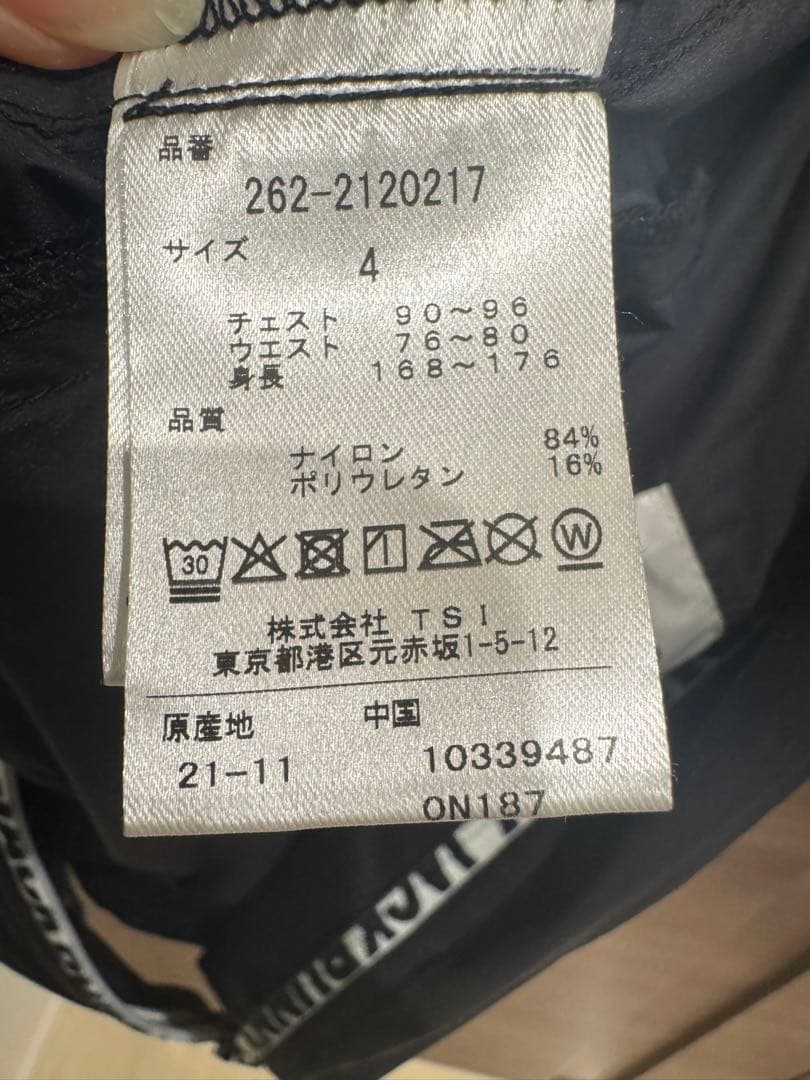 品番
262-2120217
サイズ
4
チェスト 90~96
ウエスト 76~80
身長 168~176
品質
ナイロン 84%
ポリウレタン 16%
30
W
株式会社 TSI
東京都港区元赤坂1-5-12
原産地 中国
21-11 10339487
ON187